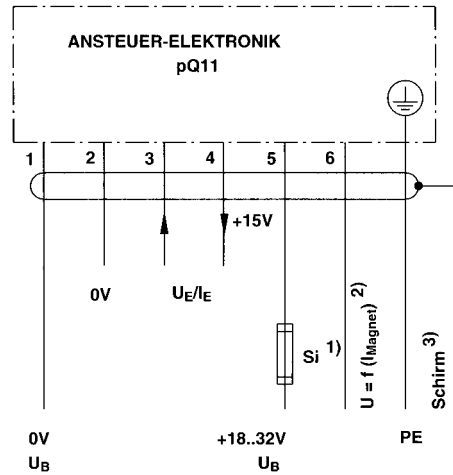 ANSTEUER-ELEKTRONIK
pQ11
1 2 3 4 5 6
+15V
0V
U_E/I_E
Si 1)
U = f (I_Magnet) 2)
Schirm 3)
0V
+18..32V
PE
U_B
U_B